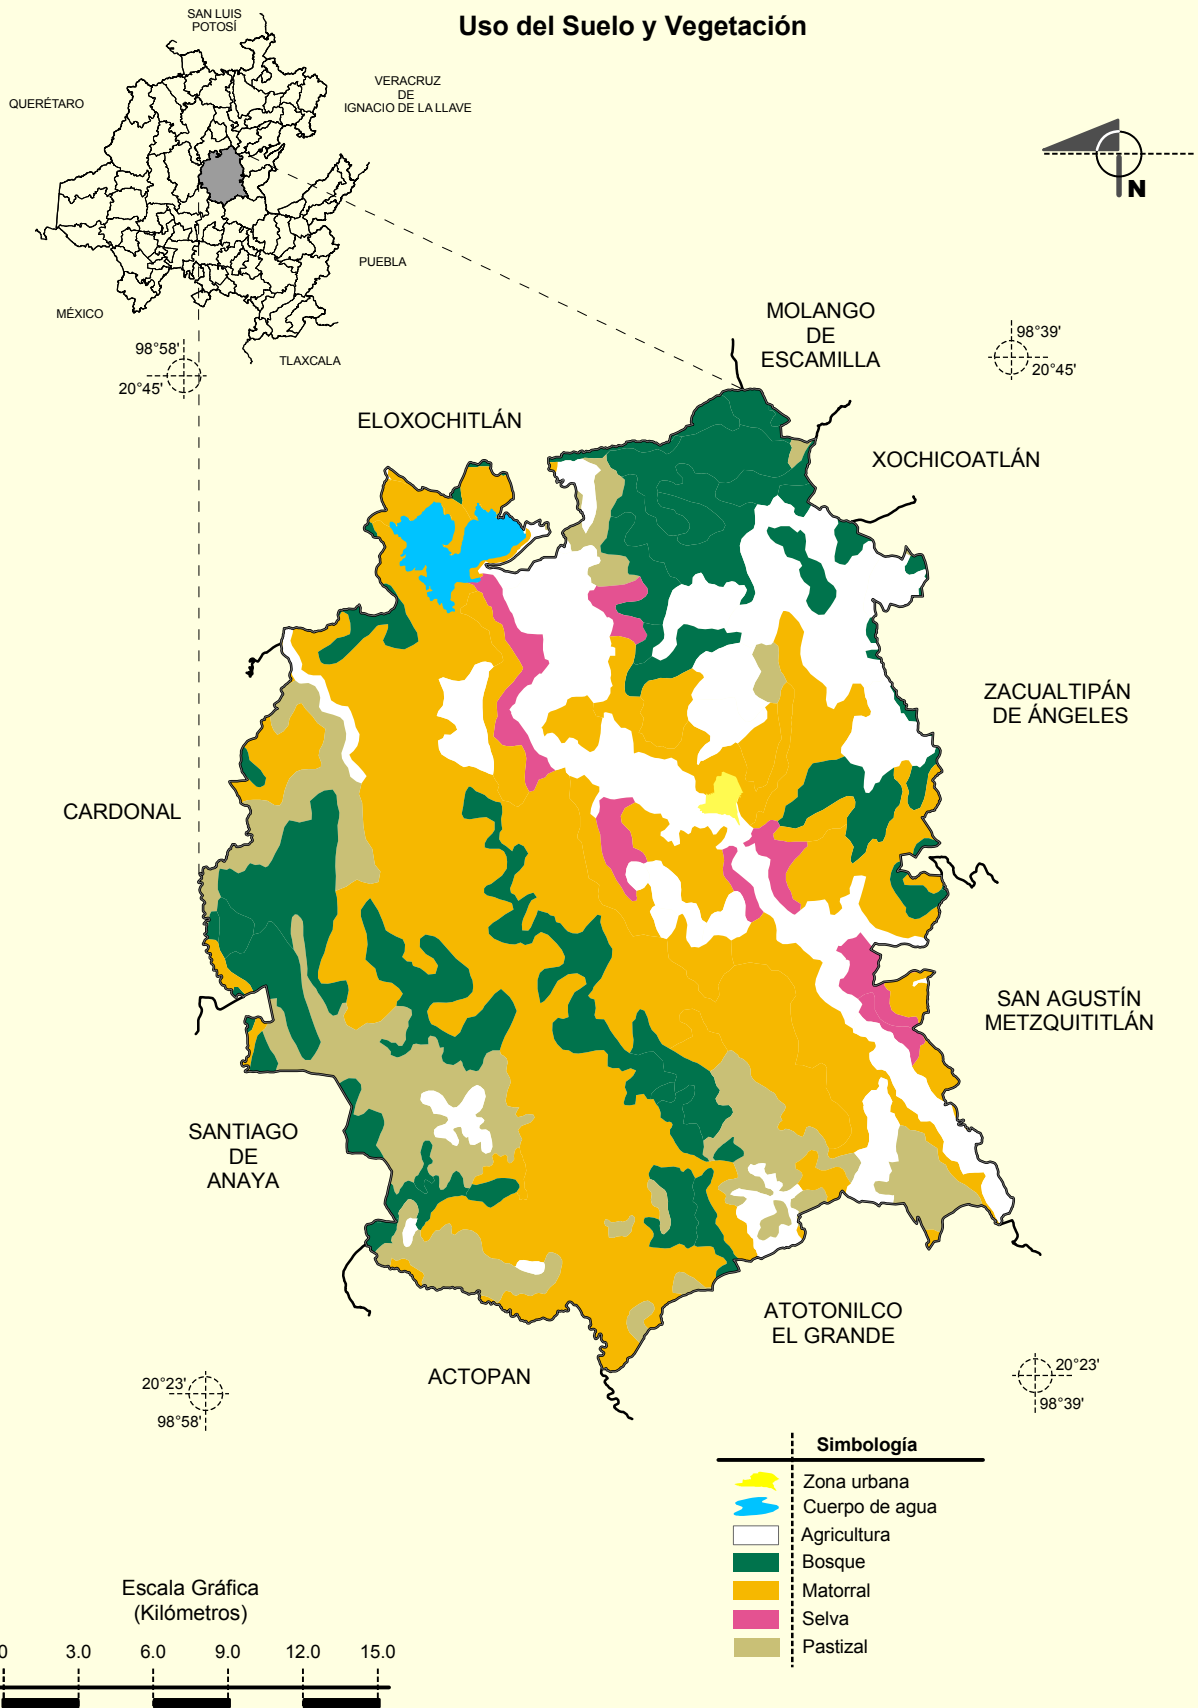 Uso del Suelo y Vegetación
SAN LUIS
POTOSÍ
QUERÉTARO
VERACRUZ
DE
IGNACIO DE LA LLAVE
N
PUEBLA
MÉXICO
TLAXCALA
98°58'
20°45'
MOLANGO
DE
ESCAMILLA
98°39'
20°45'
ELOXOCHITLÁN
XOCHICOATLÁN
ZACUALTIPÁN
DE ÁNGELES
CARDONAL
SAN AGUSTÍN
METZQUITITLÁN
SANTIAGO
DE
ANAYA
ATOTONILCO
EL GRANDE
ACTOPAN
20°23'
98°58'
20°23'
98°39'
Simbología
Zona urbana
Cuerpo de agua
Agricultura
Bosque
Matorral
Selva
Pastizal
Escala Gráfica
(Kilómetros)
0 3.0 6.0 9.0 12.0 15.0